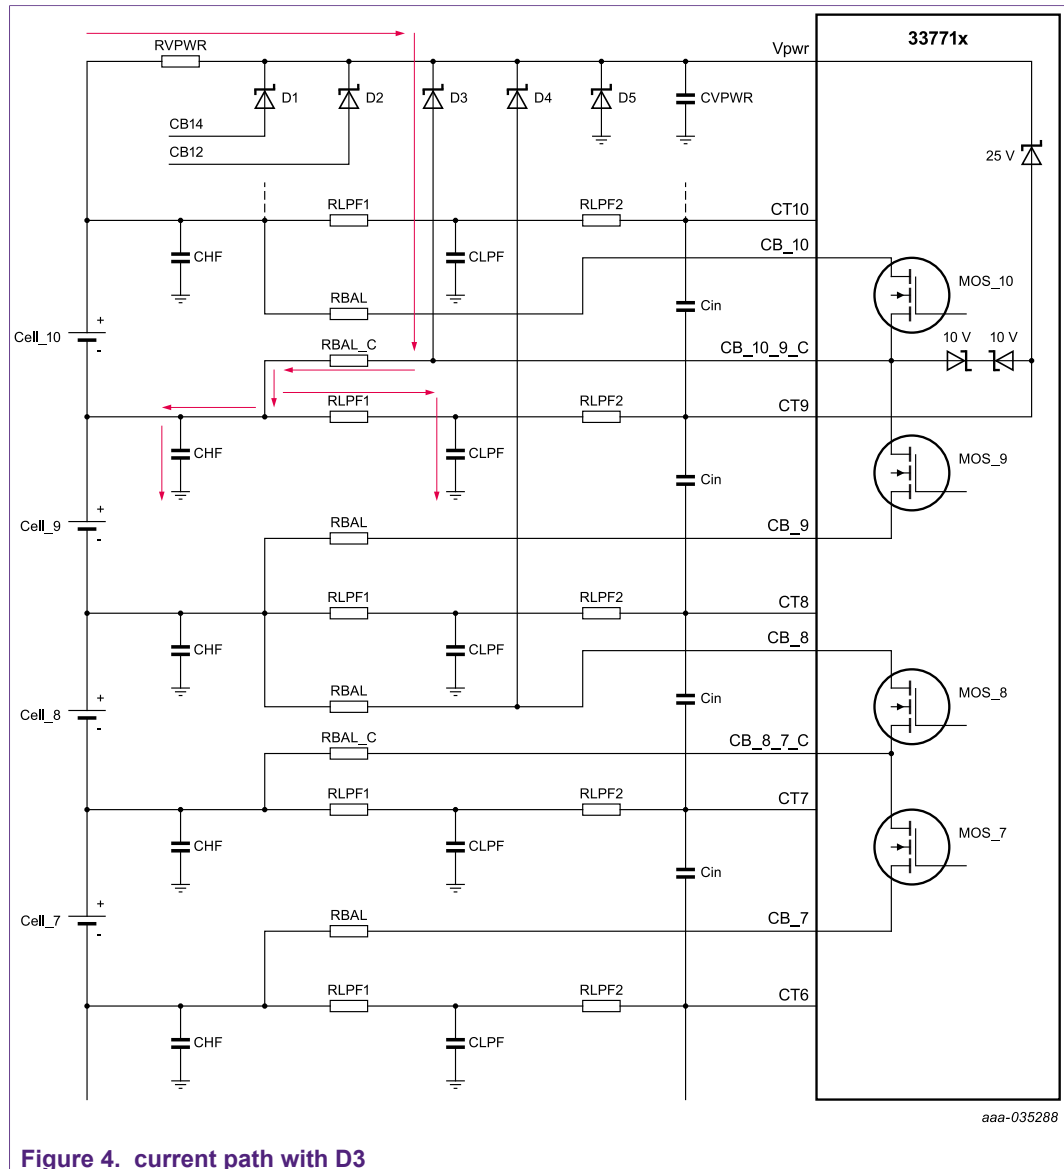 33771x
RVPWR
Vpwr
D1
D2
D3
D4
D5
CVPWR
CB14
CB12
25 V
RLPF1
RLPF2
CT10
CHF
CLPF
CB_10
MOS_10
RBAL
Cin
Cell_10
+
-
RBAL_C
CB_10_9_C
10 V
10 V
RLPF1
RLPF2
CT9
CHF
CLPF
MOS_9
Cin
Cell_9
+
-
RBAL
CB_9
RLPF1
RLPF2
CT8
CHF
CLPF
CB_8
RBAL
Cin
MOS_8
Cell_8
+
-
RBAL_C
CB_8_7_C
RLPF1
RLPF2
CT7
CHF
CLPF
MOS_7
Cin
Cell_7
+
-
RBAL
CB_7
RLPF1
RLPF2
CT6
CHF
CLPF
aaa-035288
Figure 4. current path with D3